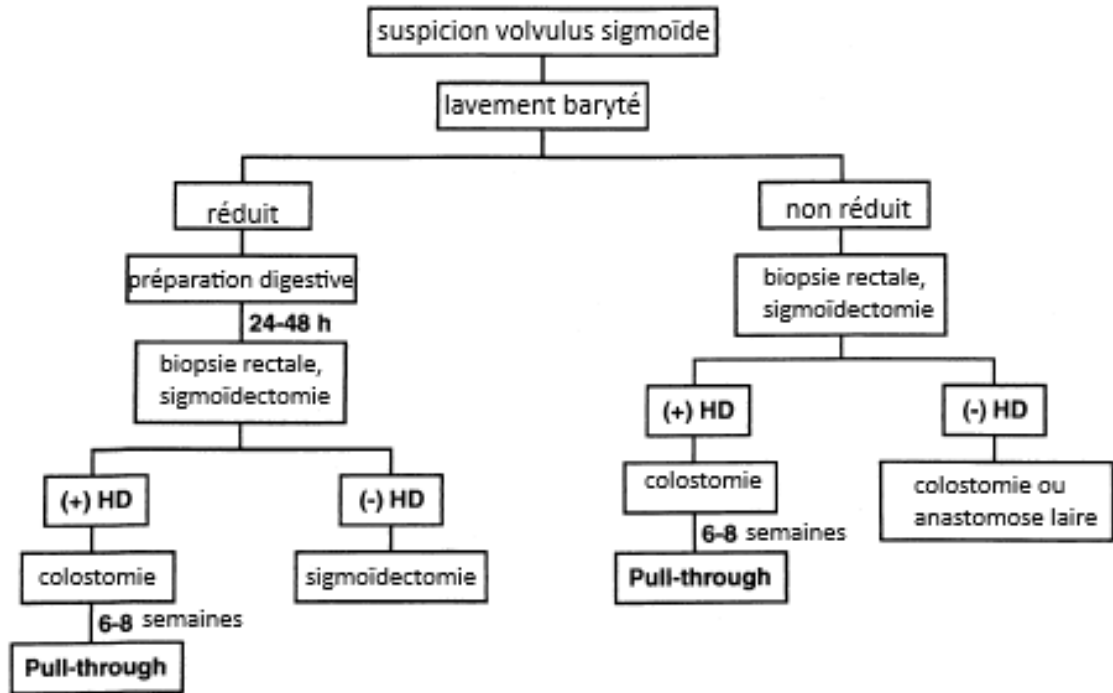 suspicion volvulus sigmoïde
lavement baryté
réduit
préparation digestive
24-48 h
biopsie rectale,
sigmoïdectomie
(+) HD
colostomie
6-8 semaines
Pull-through
(-) HD
sigmoïdectomie
non réduit
biopsie rectale,
sigmoïdectomie
(+) HD
colostomie
6-8 semaines
Pull-through
(-) HD
colostomie ou
anastomose laire